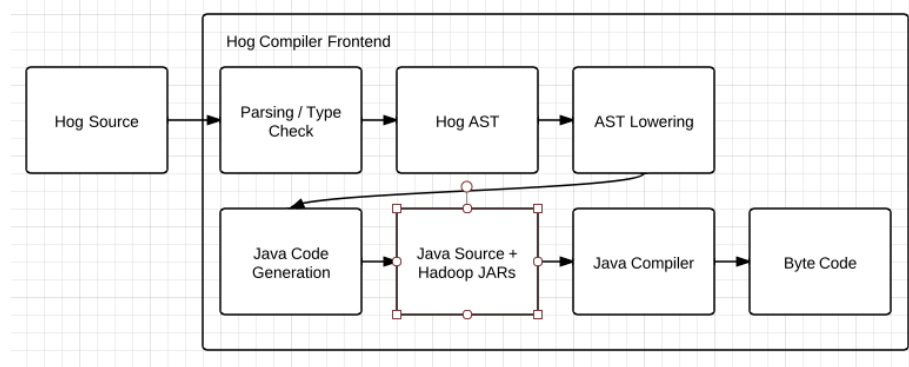 Hog Compiler Frontend
Hog Source
Parsing / Type
Check
Hog AST
AST Lowering
Java Code
Generation
Java Source +
Hadoop JARs
Java Compiler
Byte Code